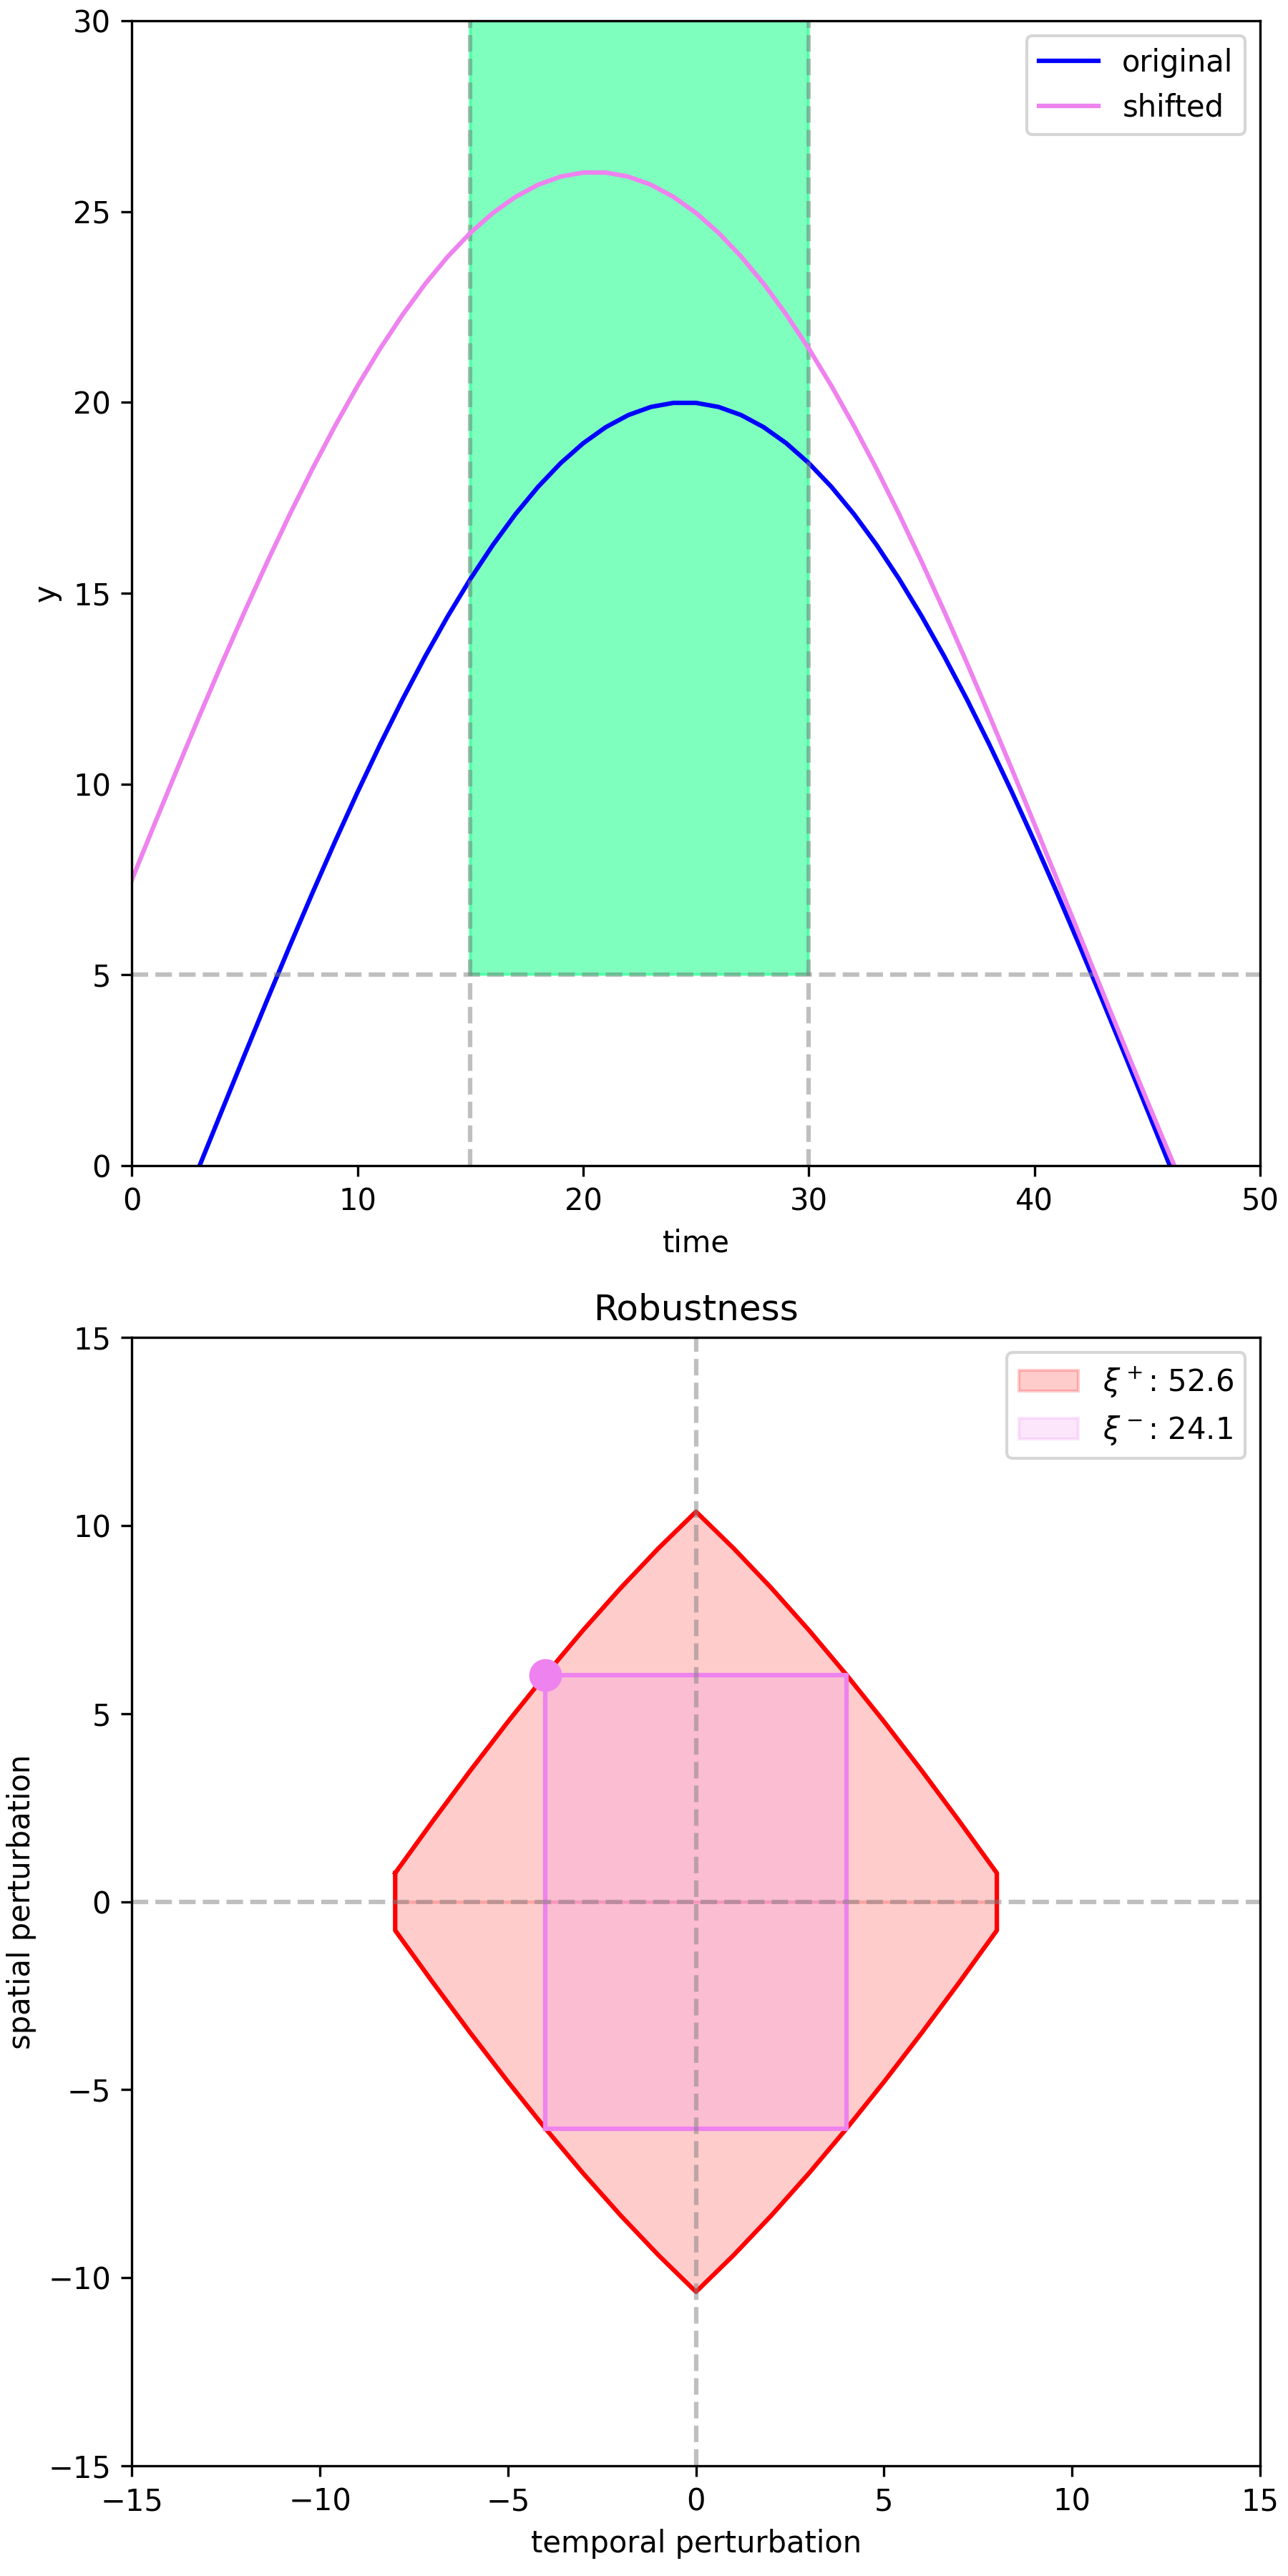 30
25
20
15
10
5
0
y
0 10 20 30 40 50
time
original
shifted
Robustness
15
10
5
0
−5
−10
−15
spatial perturbation
−15 −10 −5 0 5 10 15
temporal perturbation
ξ⁺: 52.6
ξ⁻: 24.1